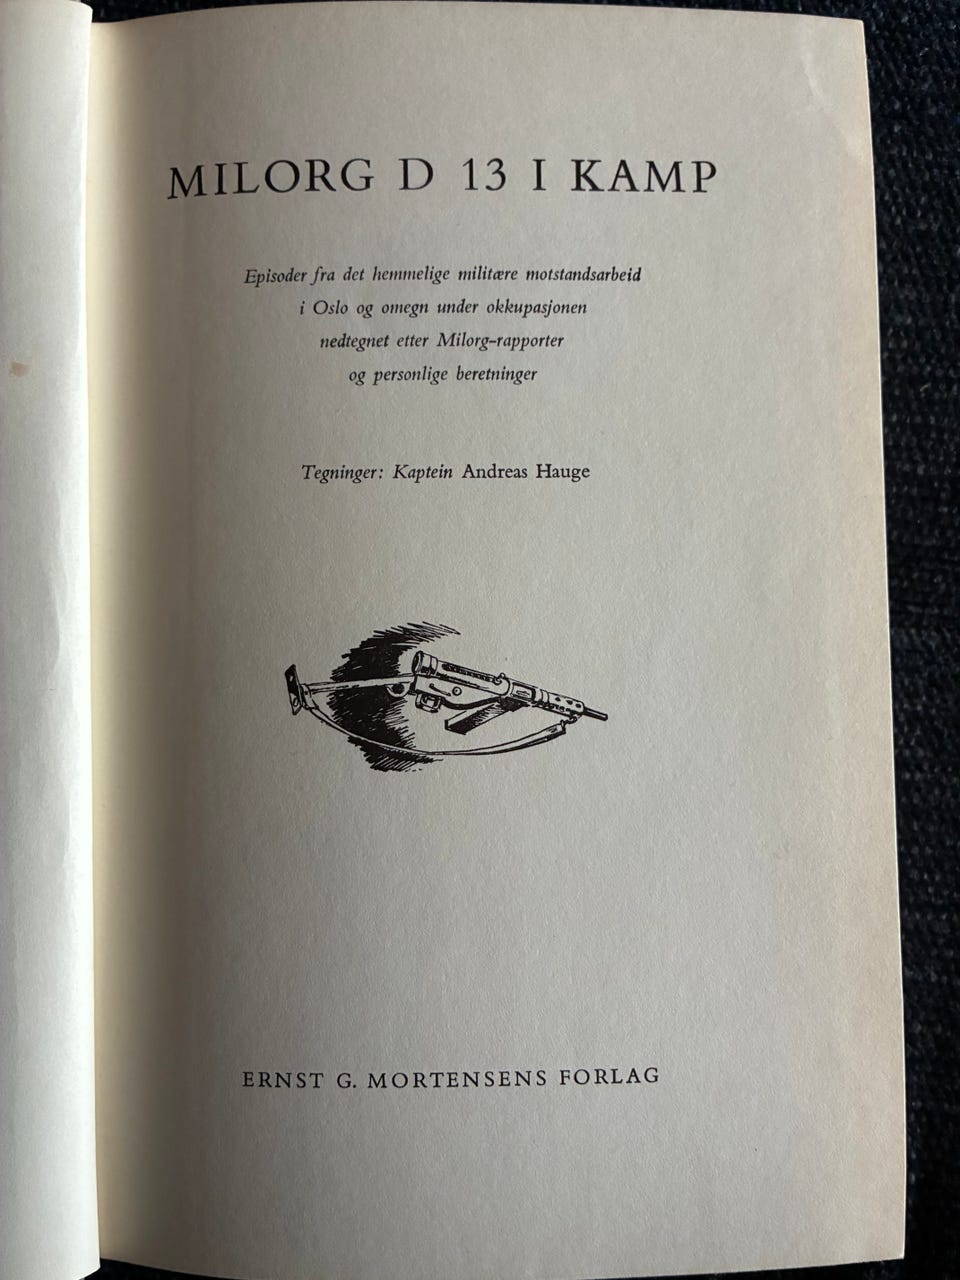 MILORG D 13 I KAMP
Episoder fra det hemmelige militære motstandsarbeid
i Oslo og omegn under okkupasjonen
nedtegnet etter Milorg-rapporter
og personlige beretninger
Tegninger: Kaptein Andreas Hauge
ERNST G. MORTENSENS FORLAG